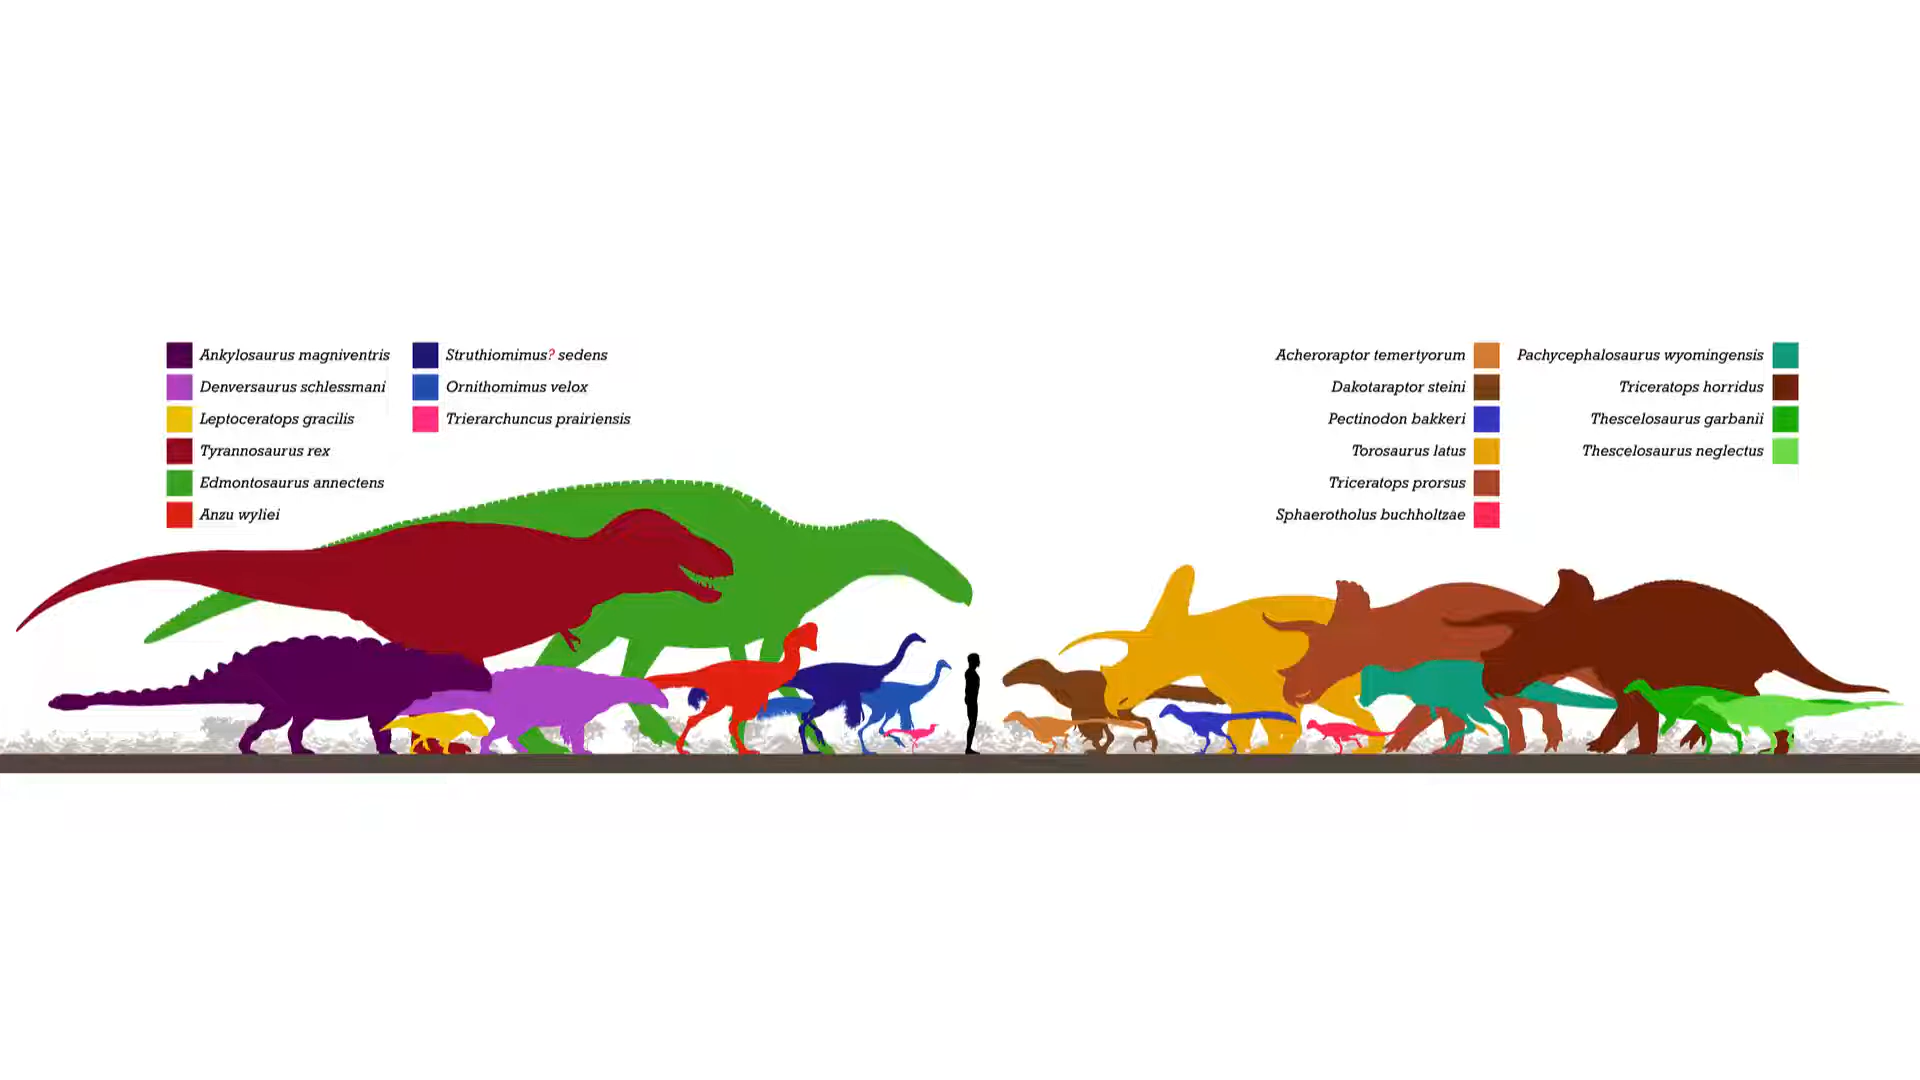 Ankylosaurus magniventris
Denversaurus schlessmani
Leptoceratops gracilis
Tyrannosaurus rex
Edmontosaurus annectens
Anzu wyliei
Struthiomimus? sedens
Ornithomimus velox
Trierarchuncus prairiensis
Acheroraptor temertyorum
Dakotaraptor steini
Pectinodon bakkeri
Torosaurus latus
Triceratops prorsus
Sphaerotholus buchholtzae
Pachycephalosaurus wyomingensis
Triceratops horridus
Thescelosaurus garbanii
Thescelosaurus neglectus